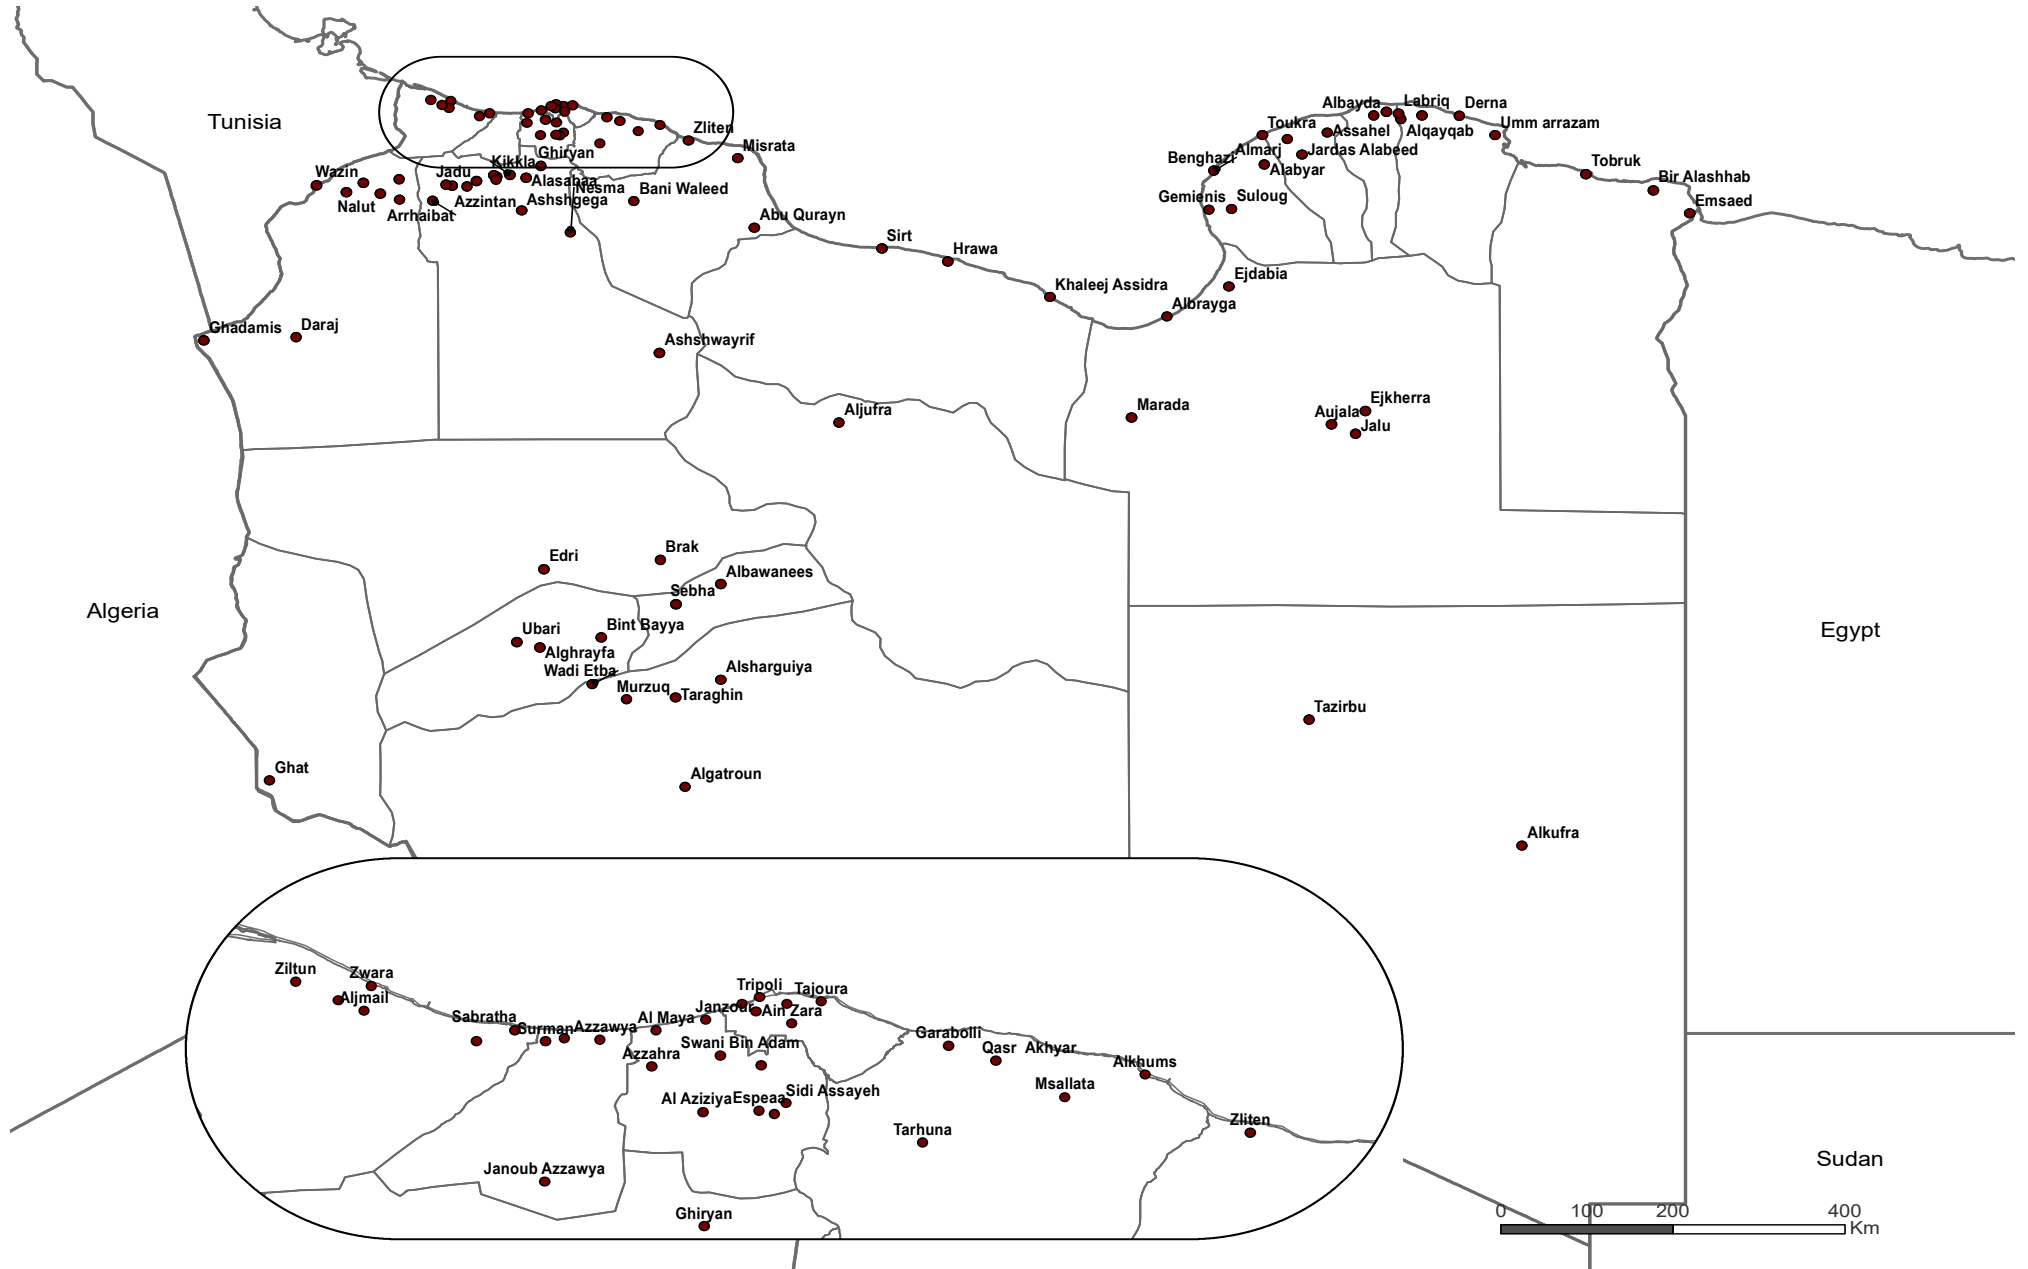 Tunisia
Zliten
Misrata
Ghiryan
Kikkla
Wazin
Jadu
Alasabaa
Nesma
Bani Waleed
Nalut
Arrhaibat
Azzintan
Ashshgega
Abu Qurayn
Sirt
Hrawa
Khaleej Assidra
Albrayga
Ejdabia
Albayda
Labriq
Derna
Toukra
Assahel
Alqayqab
Umm arrazam
Benghazi
Almarj
Jardas Alabeed
Alabyar
Tobruk
Bir Alashhab
Emsaed
Gemienis
Suloug
Ghadamis
Daraj
Ashshwayrif
Aljufra
Marada
Ejkherra
Aujala
Jalu
Edri
Brak
Albawanees
Sebha
Algeria
Ubari
Bint Bayya
Alghrayfa
Wadi Etba
Murzuq
Alsharguiya
Taraghin
Egypt
Tazirbu
Ghat
Algatroun
Alkufra
Ziltun
Zwara
Aljmail
Sabratha
Surman
Azzawya
Al Maya
Janzour
Tripoli
Tajoura
Ain Zara
Azzahra
Swani Bin Adam
Garabolli
Qasr Akhyar
Alkhums
Msallata
Al Aziziya
Espeaa
Sidi Assayeh
Tarhuna
Zliten
Janoub Azzawya
Ghiryan
Sudan
0 100 200 400
Km